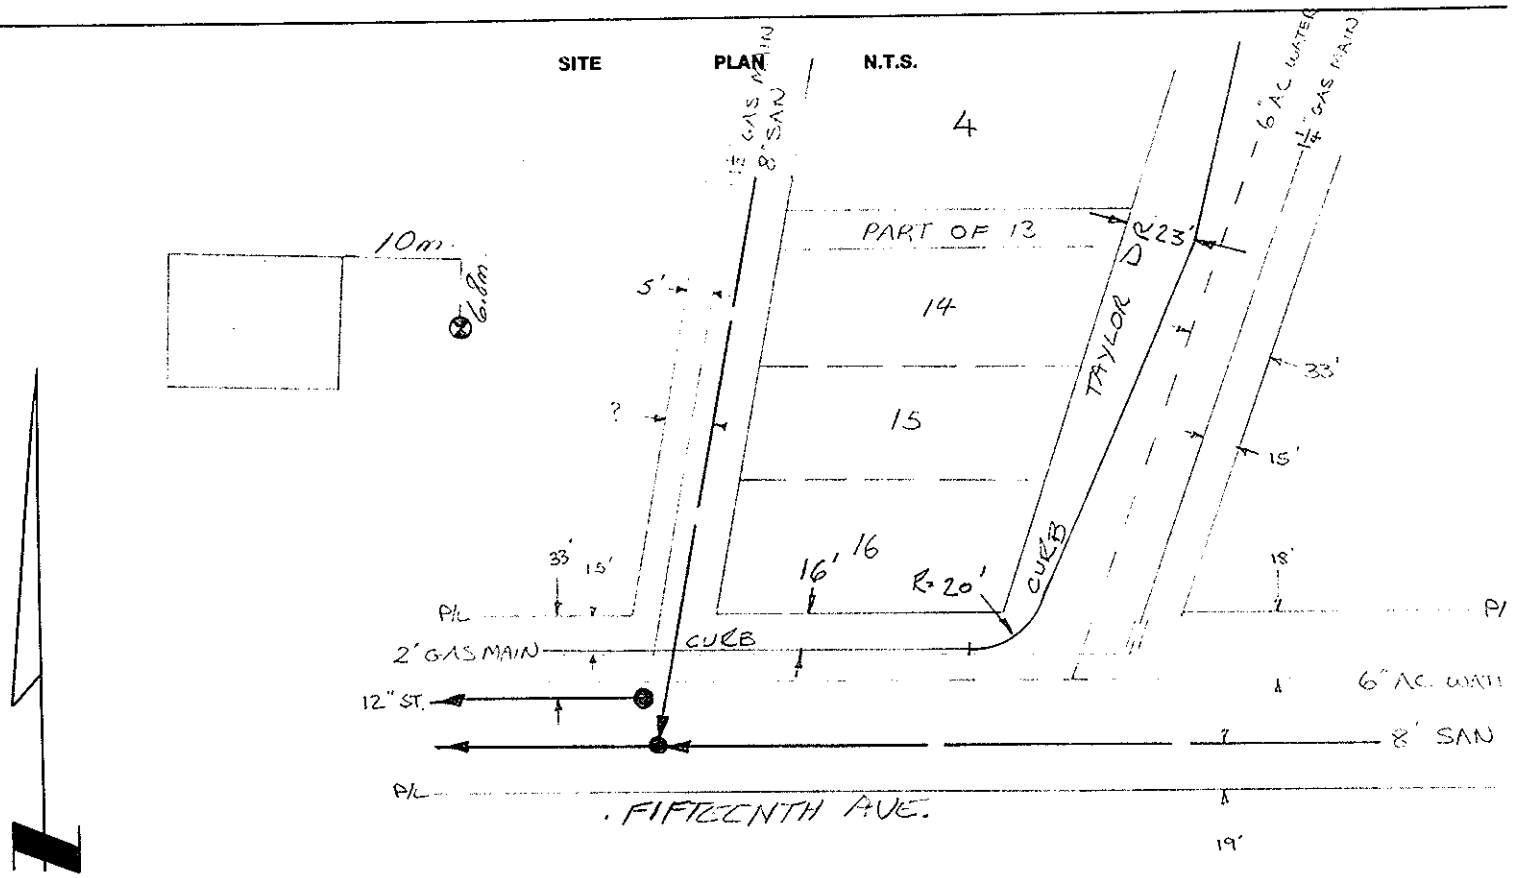 SITE PLAN N.T.S.
1½" GAS MAIN
8" SAN
6" AC WATER
1¼" GAS MAIN
4
10m.
6.8m.
PART OF 13
23'
TAYLOR DR.
5'
14
33'
?
15
15'
16
16'
R= 20'
CURB
33'
15'
18'
P/L
P/
2' GAS MAIN
CURB
12" ST.
6" AC. WATE
8' SAN
P/L
FIFTEENTH AVE.
19'
N